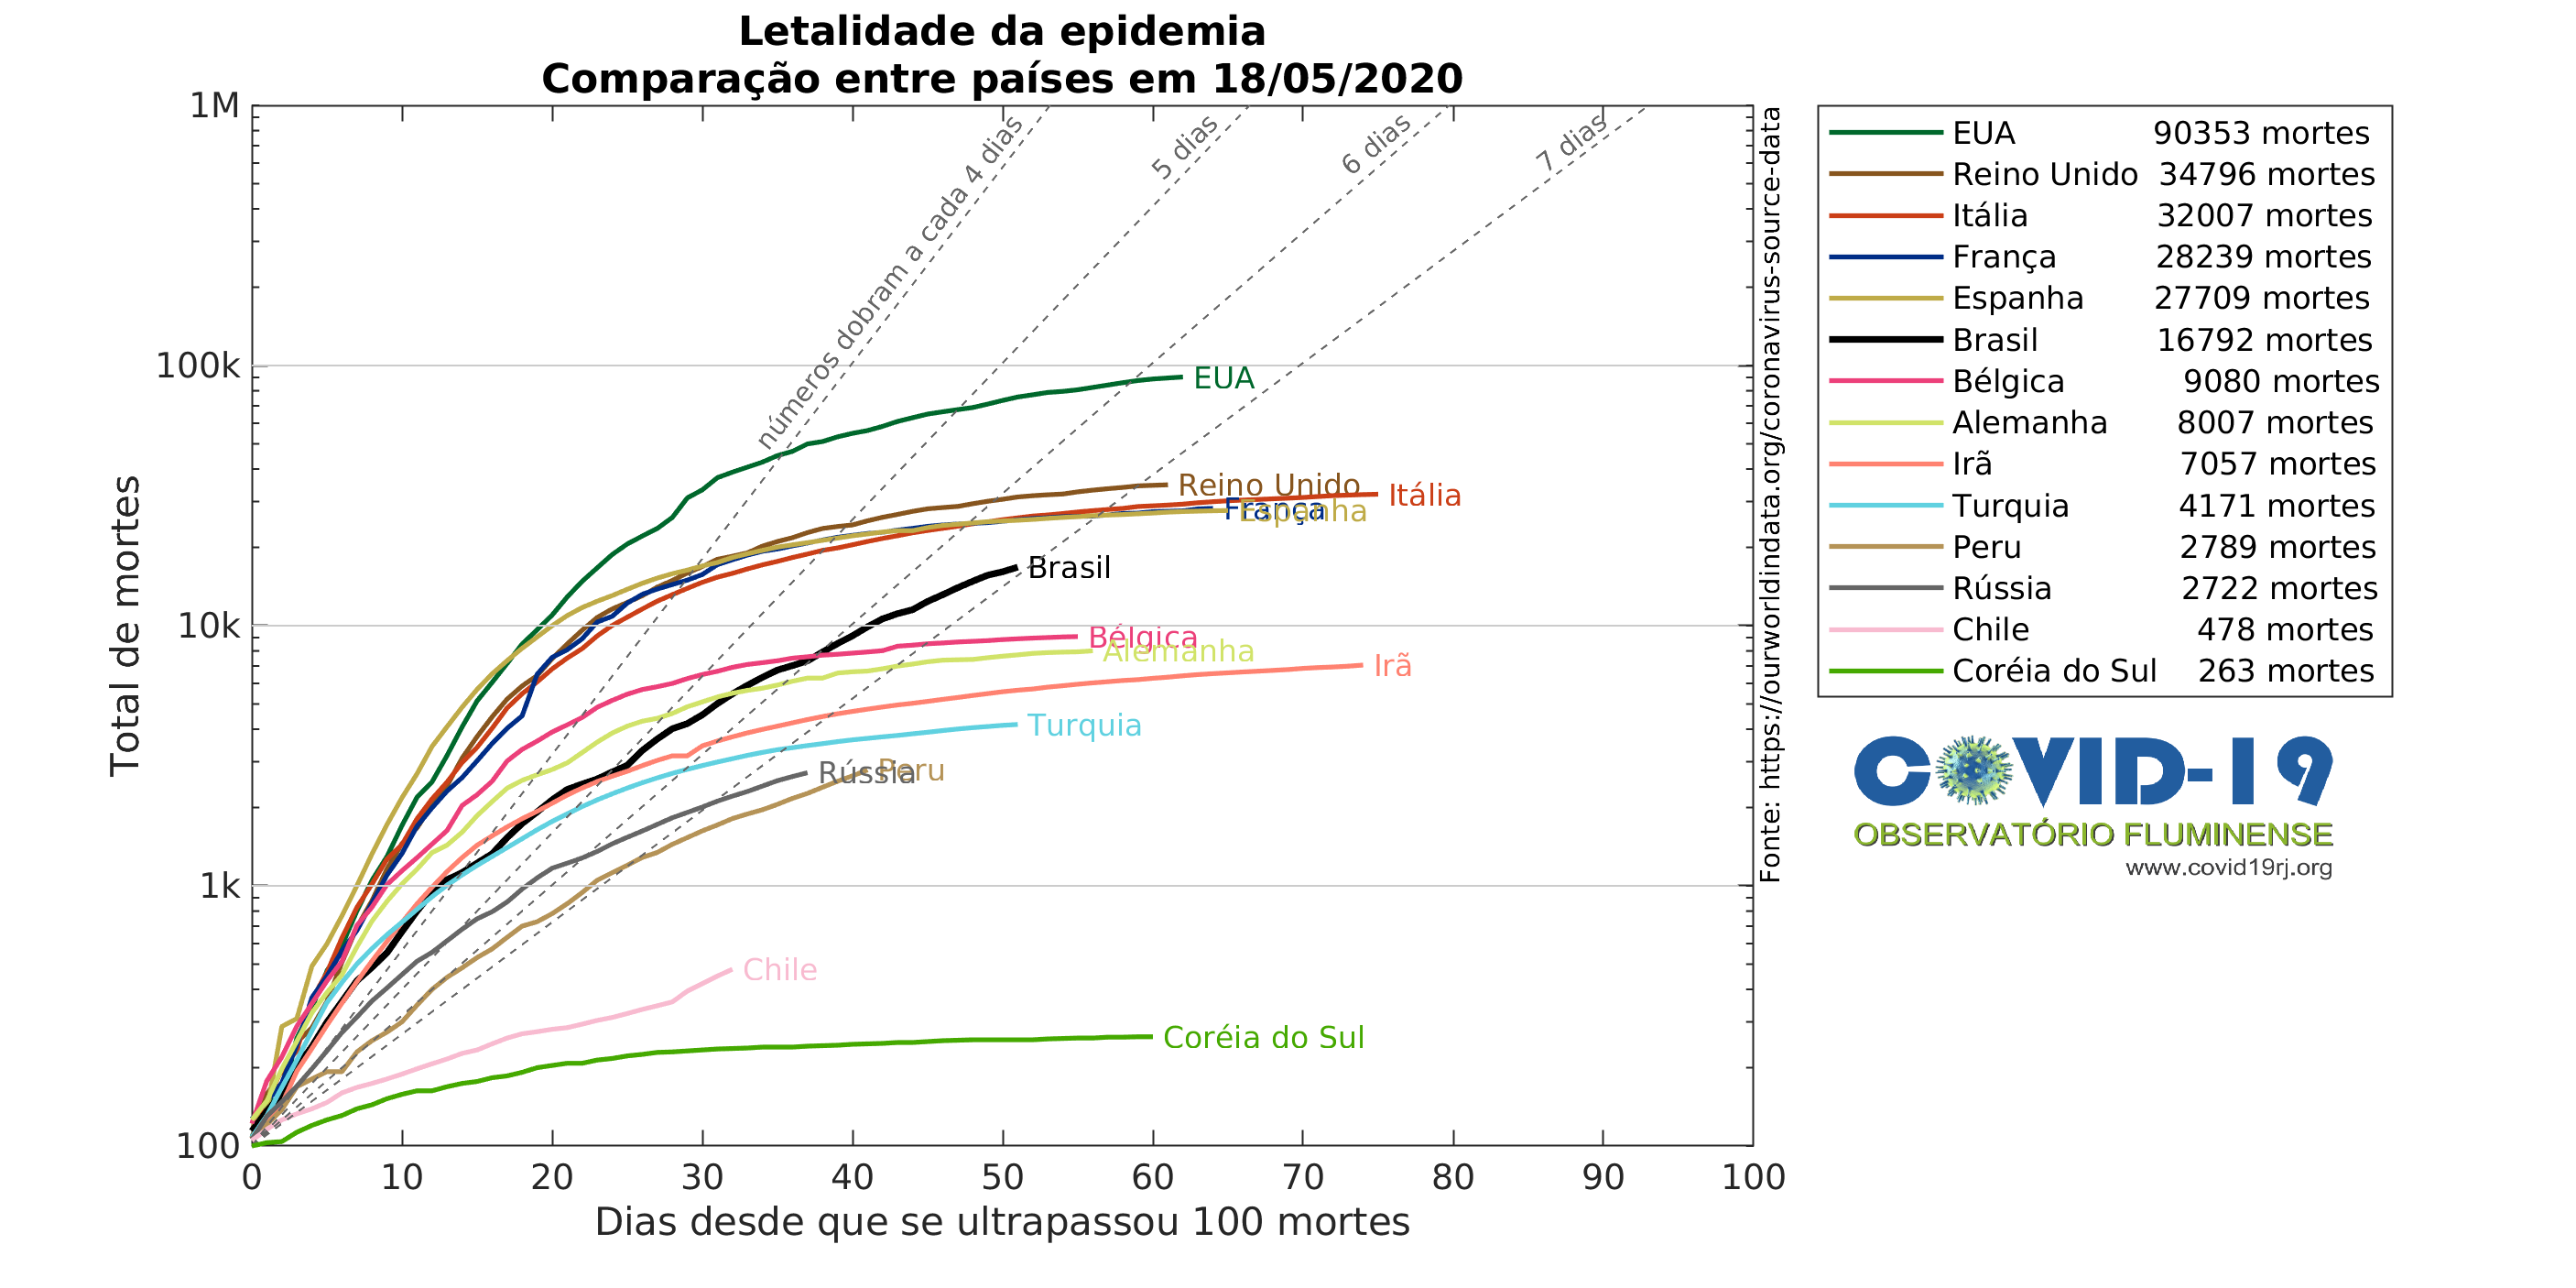 Letalidade da epidemia
Comparação entre países em 18/05/2020
1M
100k
10k
1k
100
Total de mortes
0 10 20 30 40 50 60 70 80 90 100
Dias desde que se ultrapassou 100 mortes
números dobram a cada 4 dias
5 dias
6 dias
7 dias
EUA
Reino Unido
Itália
França
Espanha
Brasil
Bélgica
Alemanha
Irã
Turquia
Peru
Rússia
Chile
Coréia do Sul
Fonte: https://ourworldindata.org/coronavirus-source-data
EUA 90353 mortes
Reino Unido 34796 mortes
Itália 32007 mortes
França 28239 mortes
Espanha 27709 mortes
Brasil 16792 mortes
Bélgica 9080 mortes
Alemanha 8007 mortes
Irã 7057 mortes
Turquia 4171 mortes
Peru 2789 mortes
Rússia 2722 mortes
Chile 478 mortes
Coréia do Sul 263 mortes
COVID-19
OBSERVATÓRIO FLUMINENSE
www.covid19rj.org